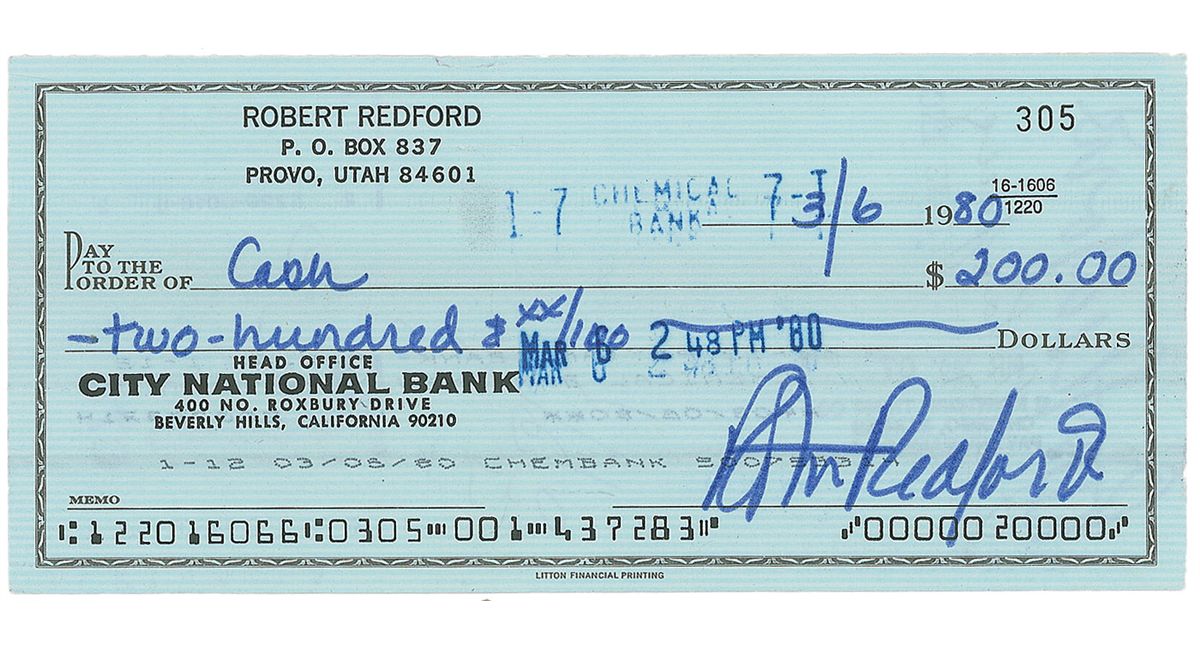 ROBERT REDFORD
P. O. BOX 837
PROVO, UTAH 84601
305
16-1606
1220
I-7 CHEMICAL 7-I
BANK
3/6 1980
PAY TO THE ORDER OF Cash $ 200.00
-two-hundred & xx/100 DOLLARS
MAR 6 2 48 PM '80
HEAD OFFICE
CITY NATIONAL BANK
400 NO. ROXBURY DRIVE
BEVERLY HILLS, CALIFORNIA 90210
1-12 03/06/80 CHEMBANK
Redford
MEMO
⑆122016066⑆0305⑈001⑈437283⑈ ⑇0000020000⑇
LITTON FINANCIAL PRINTING